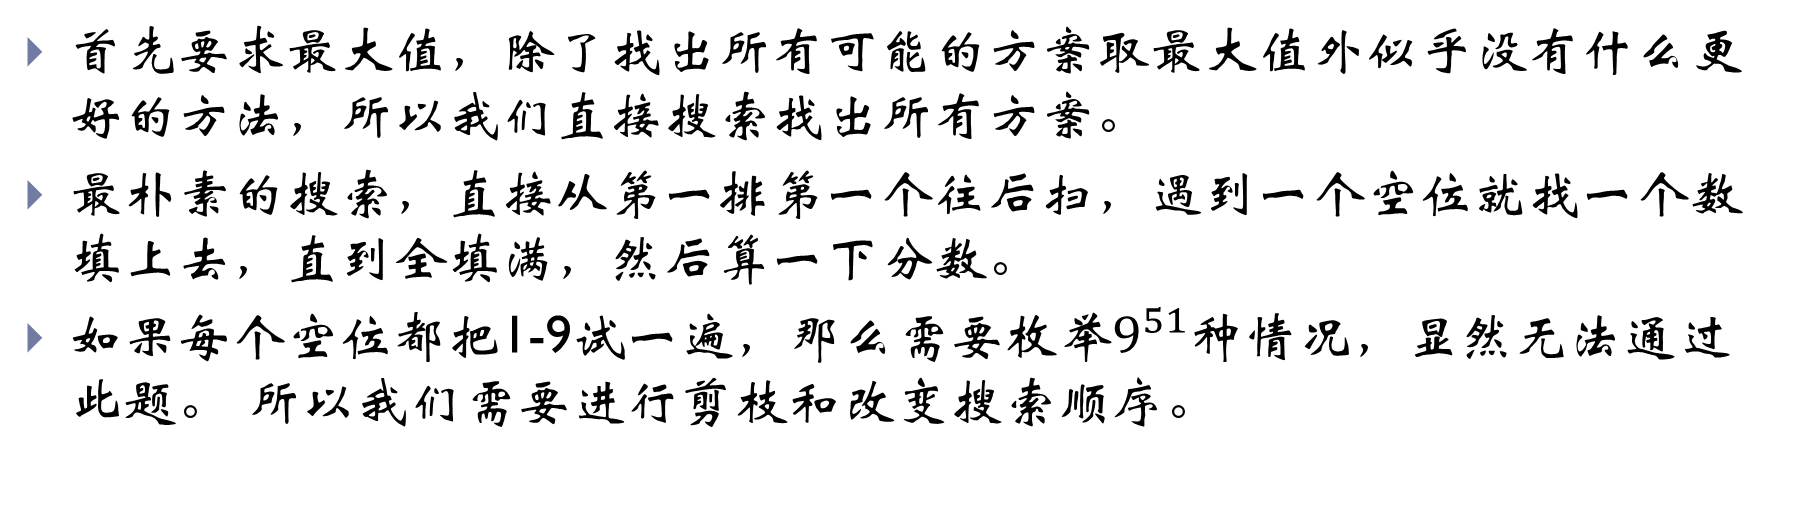 首先要求最大值，除了找出所有可能的方案取最大值外似乎没有什么更
好的方法，所以我们直接搜索找出所有方案。
最朴素的搜索，直接从第一排第一个往后扫，遇到一个空位就找一个数
填上去，直到全填满，然后算一下分数。
如果每个空位都把1-9试一遍，那么需要枚举9⁵¹种情况，显然无法通过
此题。 所以我们需要进行剪枝和改变搜索顺序。